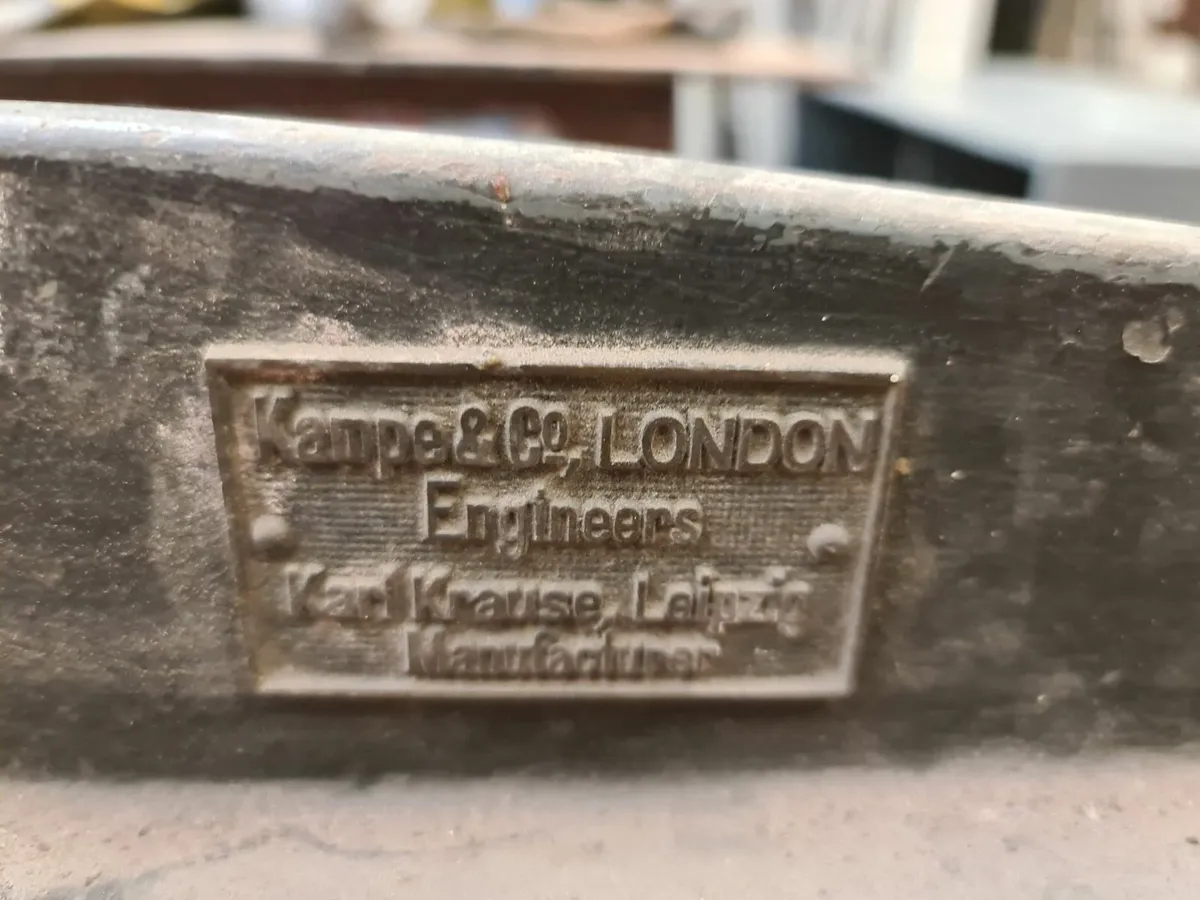 Kampe & Co., LONDON
Engineers
Karl Krause, Leipzig
Manufacturer